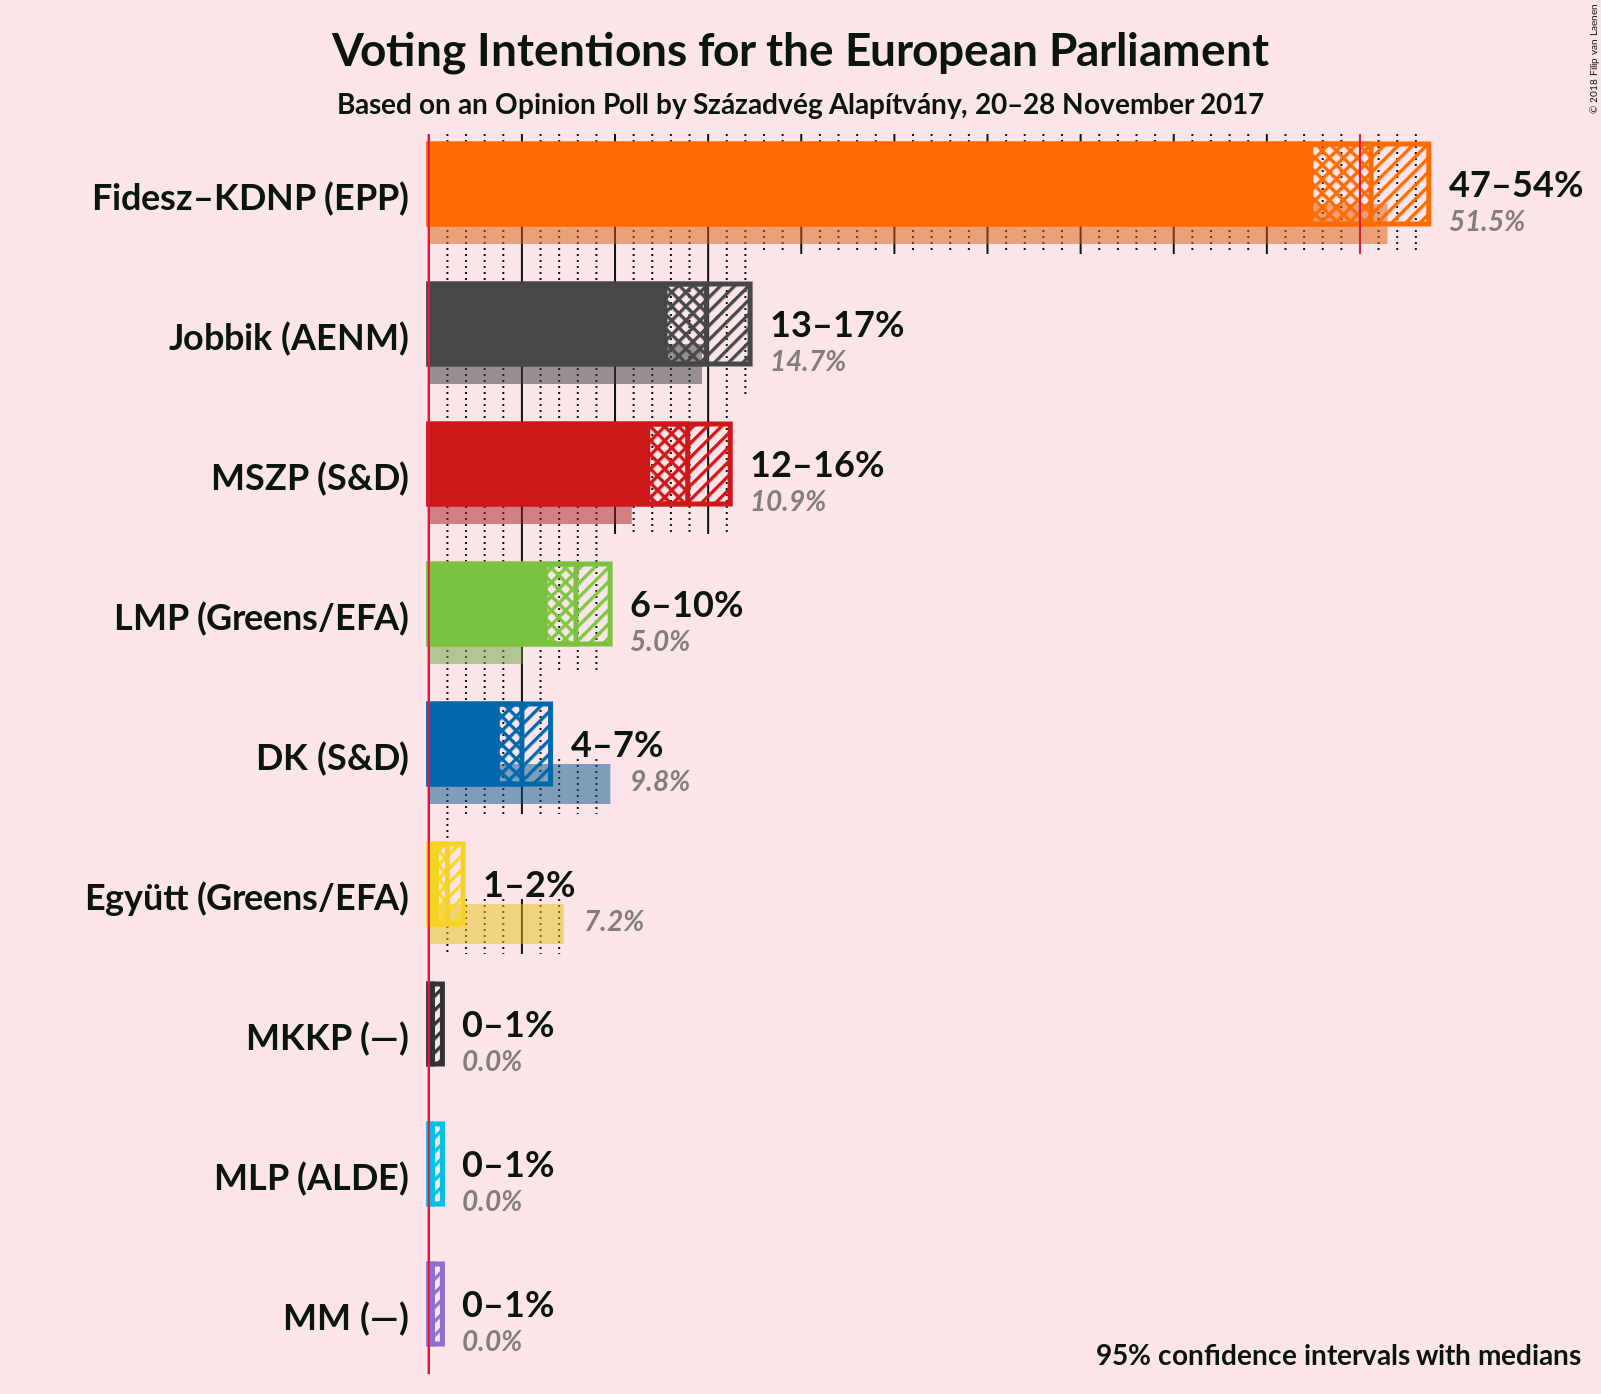 © 2018 Filip van Laenen
Voting Intentions for the European Parliament
Based on an Opinion Poll by Századvég Alapítvány, 20–28 November 2017
Fidesz–KDNP (EPP)
47–54%
51.5%
Jobbik (AENM)
13–17%
14.7%
MSZP (S&D)
12–16%
10.9%
LMP (Greens/EFA)
6–10%
5.0%
DK (S&D)
4–7%
9.8%
Együtt (Greens/EFA)
1–2%
7.2%
MKKP (—)
0–1%
0.0%
MLP (ALDE)
0–1%
0.0%
MM (—)
0–1%
0.0%
95% confidence intervals with medians